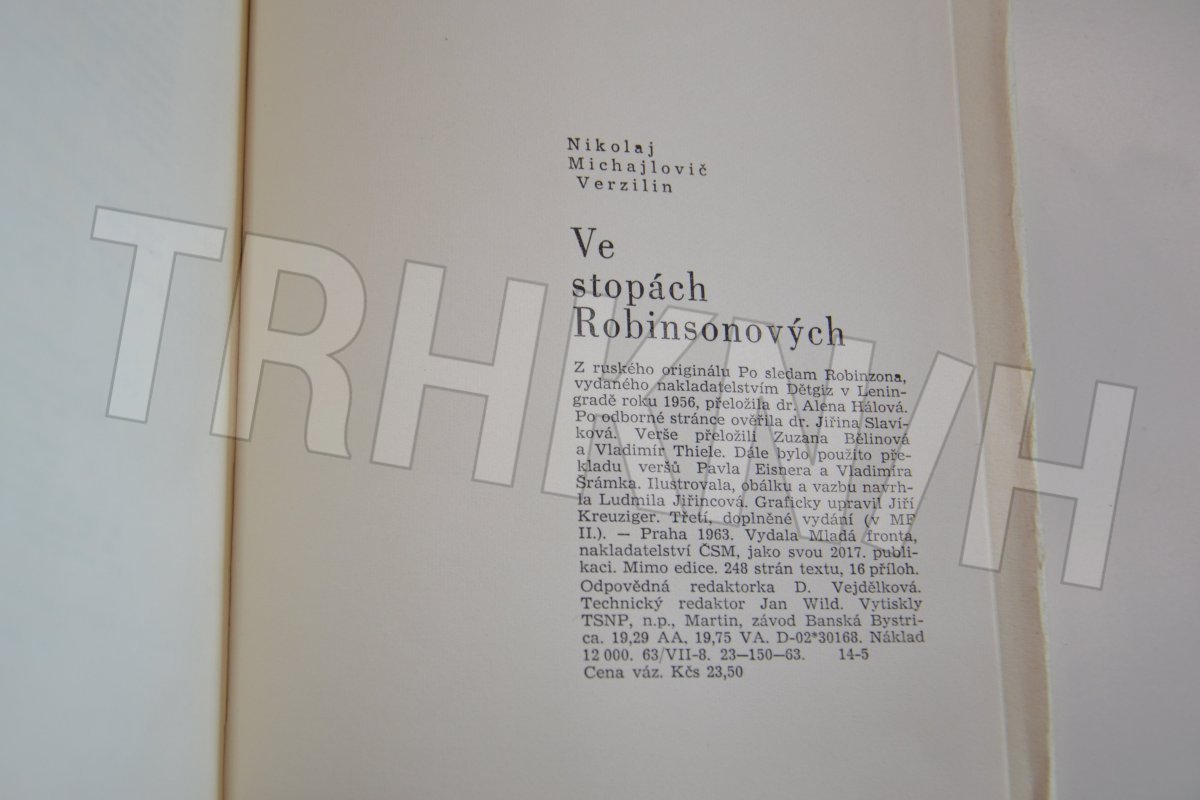 Nikolaj
Michajlovič
Verzilin
Ve
stopách
Robinsonových
Z ruského originálu Po sledam Robinzona,
vydaného nakladatelstvím Dětgiz v Lenin-
gradě roku 1956, přeložila dr. Alena Hálová.
Po odborné stránce ověřila dr. Jiřina Slaví-
ková. Verše přeložili Zuzana Bělinová
a Vladimír Thiele. Dále bylo použito pře-
kladu veršů Pavla Eisnera a Vladimíra
Šrámka. Ilustrovala, obálku a vazbu navrh-
la Ludmila Jiřincová. Graficky upravil Jiří
Kreuziger. Třetí, doplněné vydání (v MF
II.). — Praha 1963. Vydala Mladá fronta,
nakladatelství ČSM, jako svou 2017. publi-
kaci. Mimo edice. 248 strán textu, 16 příloh.
Odpovědná redaktorka D. Vejdělková.
Technický redaktor Jan Wild. Vytiskly
TSNP, n.p., Martin, závod Banská Bystri-
ca. 19,29 AA, 19,75 VA. D-02*30168. Náklad
12 000. 63/VII-8. 23—150—63. 14-5
Cena váz. Kčs 23,50
TRHKNIH